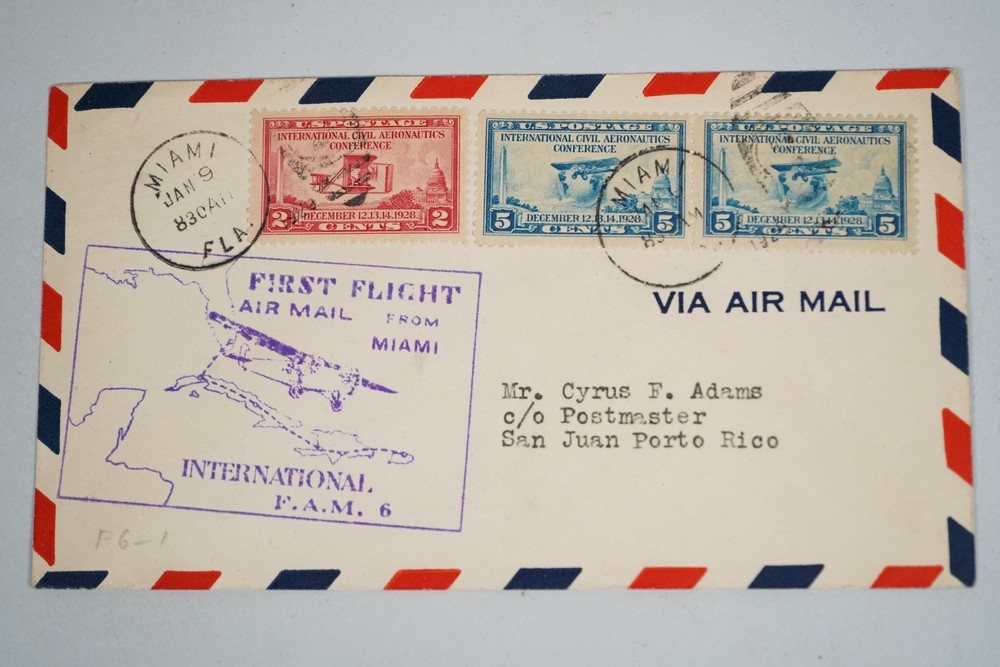 MIAMI
JAN 9
830AM
FLA.
U.S. POSTAGE
INTERNATIONAL CIVIL AERONAUTICS
CONFERENCE
2 DECEMBER 12,13,14 1928 2
CENTS
U.S. POSTAGE
INTERNATIONAL CIVIL AERONAUTICS
CONFERENCE
5 DECEMBER 12.13.14.1928 5
CENTS
U.S. POSTAGE
INTERNATIONAL CIVIL AERONAUTICS
CONFERENCE
5 DECEMBER 12.13.14.1928 5
CENTS
MIAMI
FIRST FLIGHT
AIR MAIL FROM
MIAMI
INTERNATIONAL
F.A.M. 6
VIA AIR MAIL
Mr. Cyrus F. Adams
c/o Postmaster
San Juan Porto Rico
F6-1